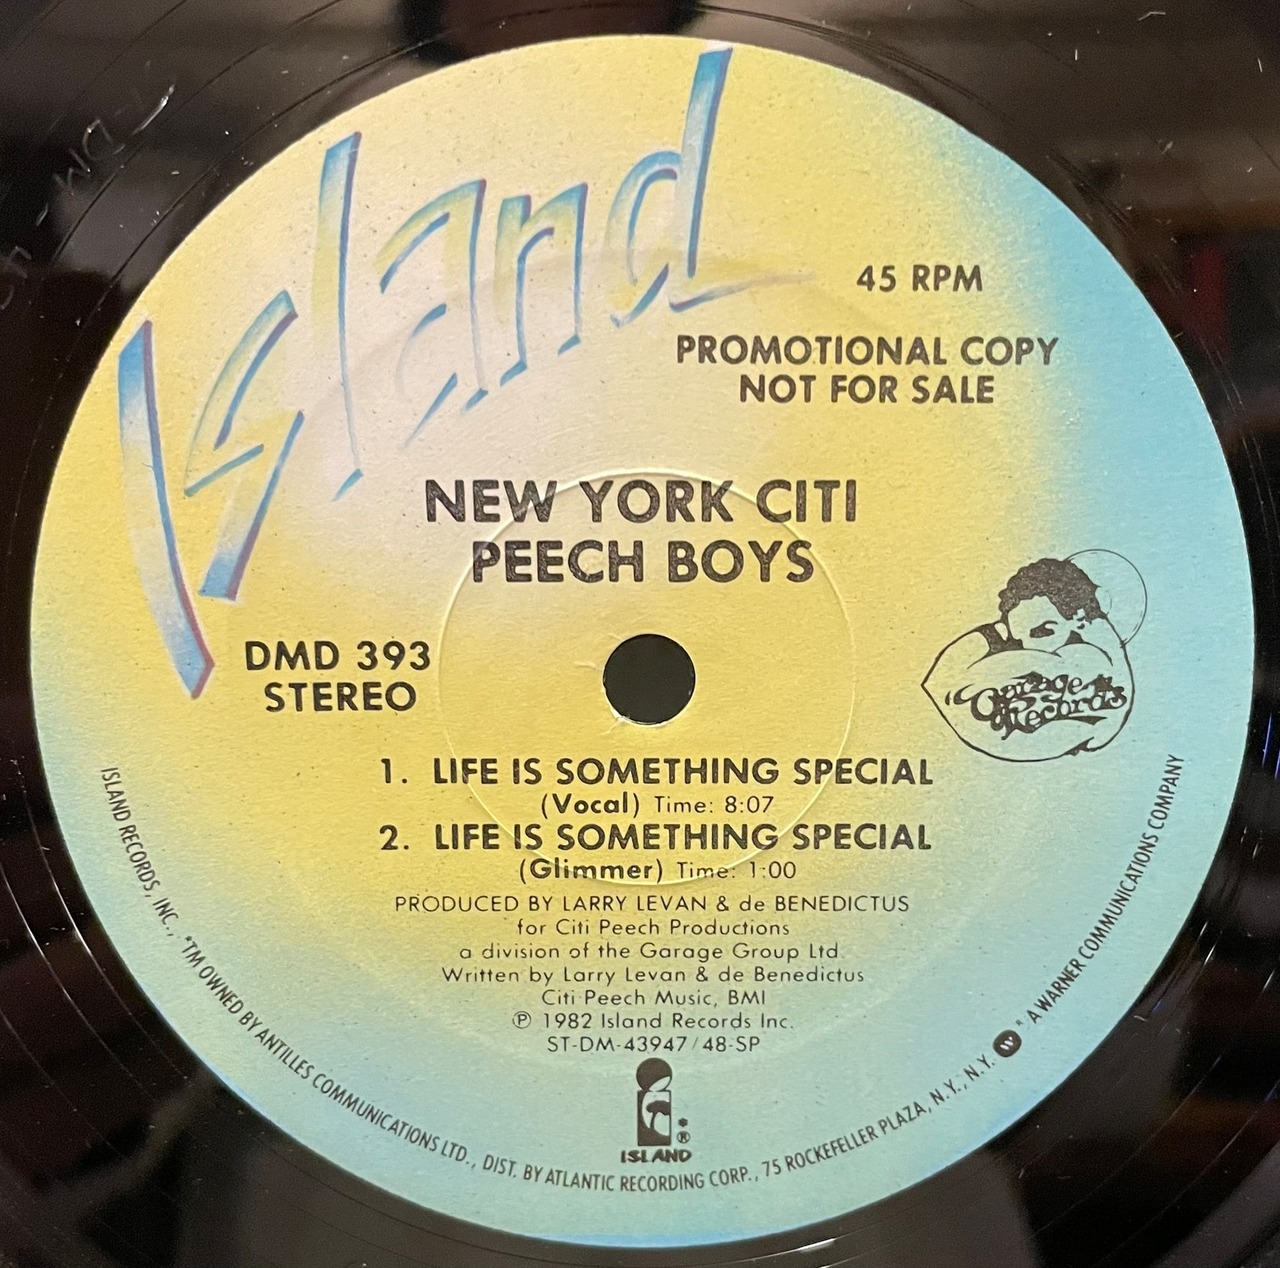 Island
45 RPM
PROMOTIONAL COPY
NOT FOR SALE
NEW YORK CITI
PEECH BOYS
DMD 393
STEREO
Garage
Records
1. LIFE IS SOMETHING SPECIAL
(Vocal) Time: 8:07
2. LIFE IS SOMETHING SPECIAL
(Glimmer) Time: 1:00
PRODUCED BY LARRY LEVAN & de BENEDICTUS
for Citi Peech Productions
a division of the Garage Group Ltd.
Written by Larry Levan & de Benedictus
Citi Peech Music, BMI
℗ 1982 Island Records Inc.
ST-DM-43947/48-SP
*
®
ISLAND
ISLAND RECORDS, INC., *TM OWNED BY ANTILLES COMMUNICATIONS LTD., DIST. BY ATLANTIC RECORDING CORP., 75 ROCKEFELLER PLAZA, N.Y., N.Y. W ® A WARNER COMMUNICATIONS COMPANY